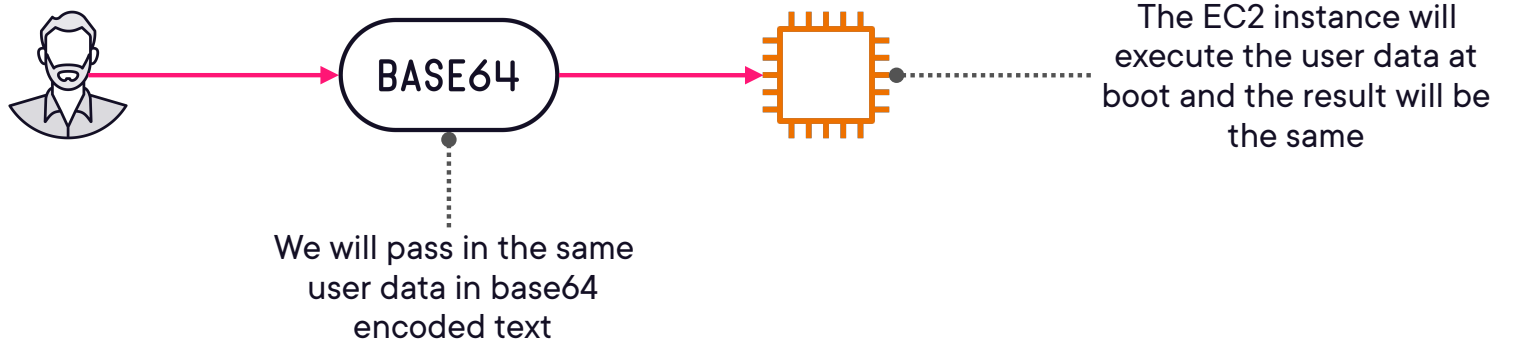 BASE64
The EC2 instance will
execute the user data at
boot and the result will be
the same
We will pass in the same
user data in base64
encoded text